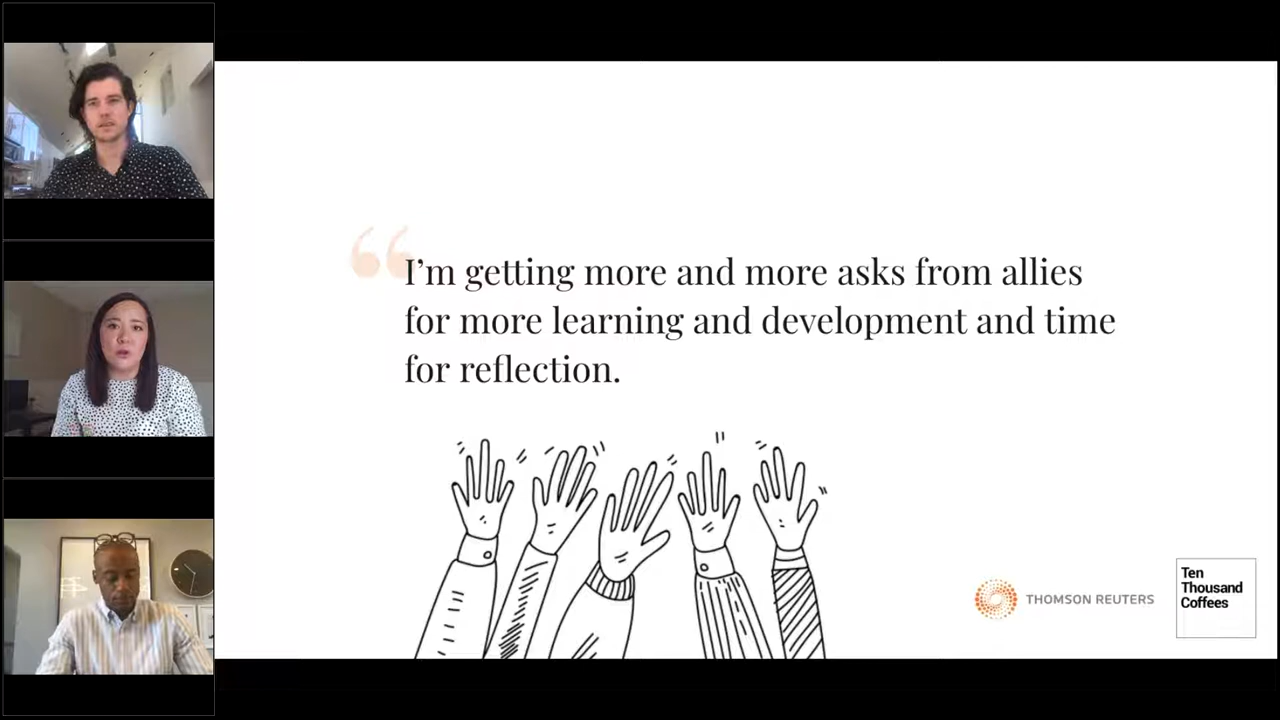 “
I’m getting more and more asks from allies
for more learning and development and time
for reflection.
THOMSON REUTERS
Ten
Thousand
Coffees